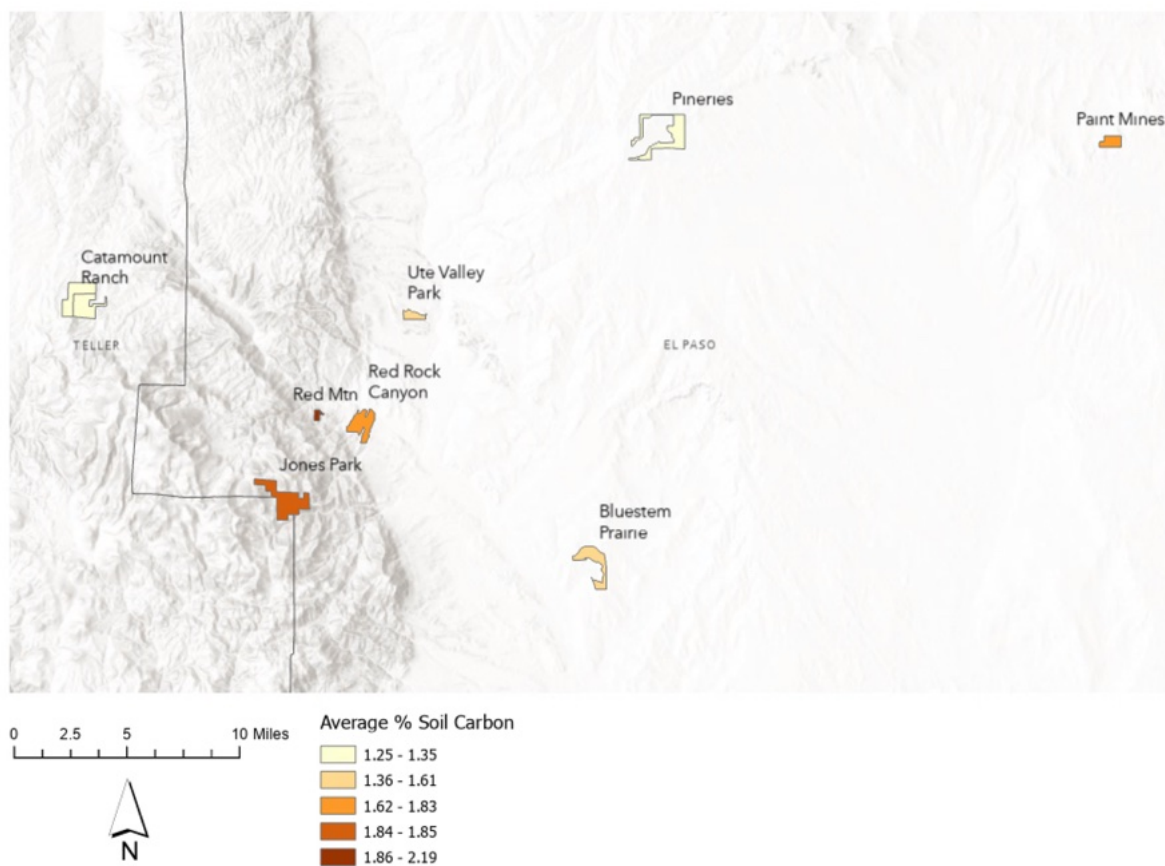 Pineries
Paint Mines
Catamount
Ranch
Ute Valley
Park
TELLER
EL PASO
Red Rock
Canyon
Red Mtn
Jones Park
Bluestem
Prairie
0 2.5 5 10 Miles
N
Average % Soil Carbon
1.25 - 1.35
1.36 - 1.61
1.62 - 1.83
1.84 - 1.85
1.86 - 2.19